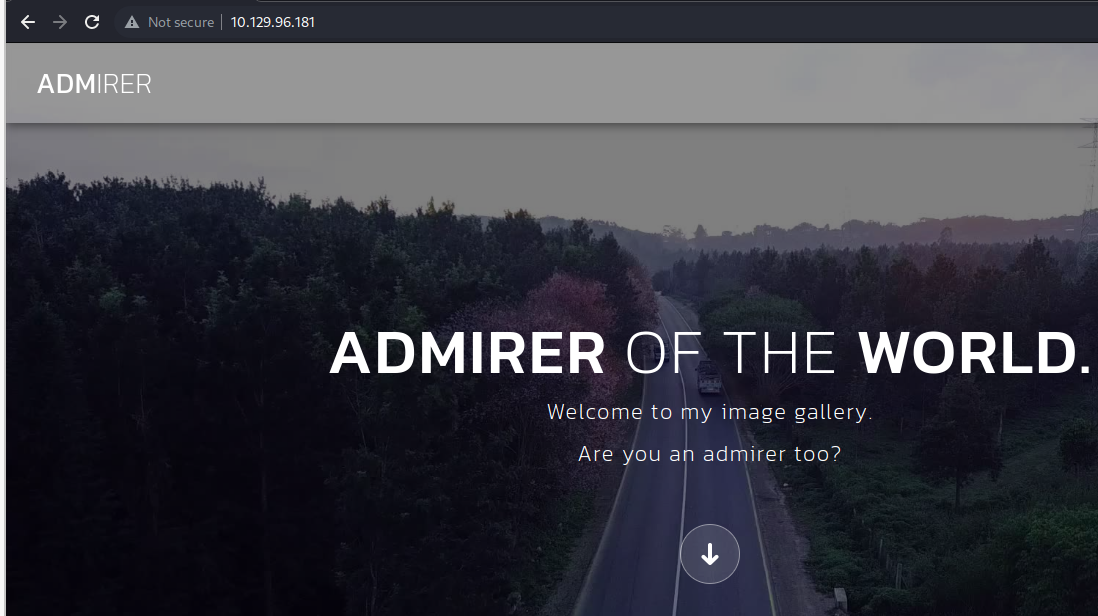 Not secure | 10.129.96.181
ADMIRER
ADMIRER OF THE WORLD.
Welcome to my image gallery.
Are you an admirer too?